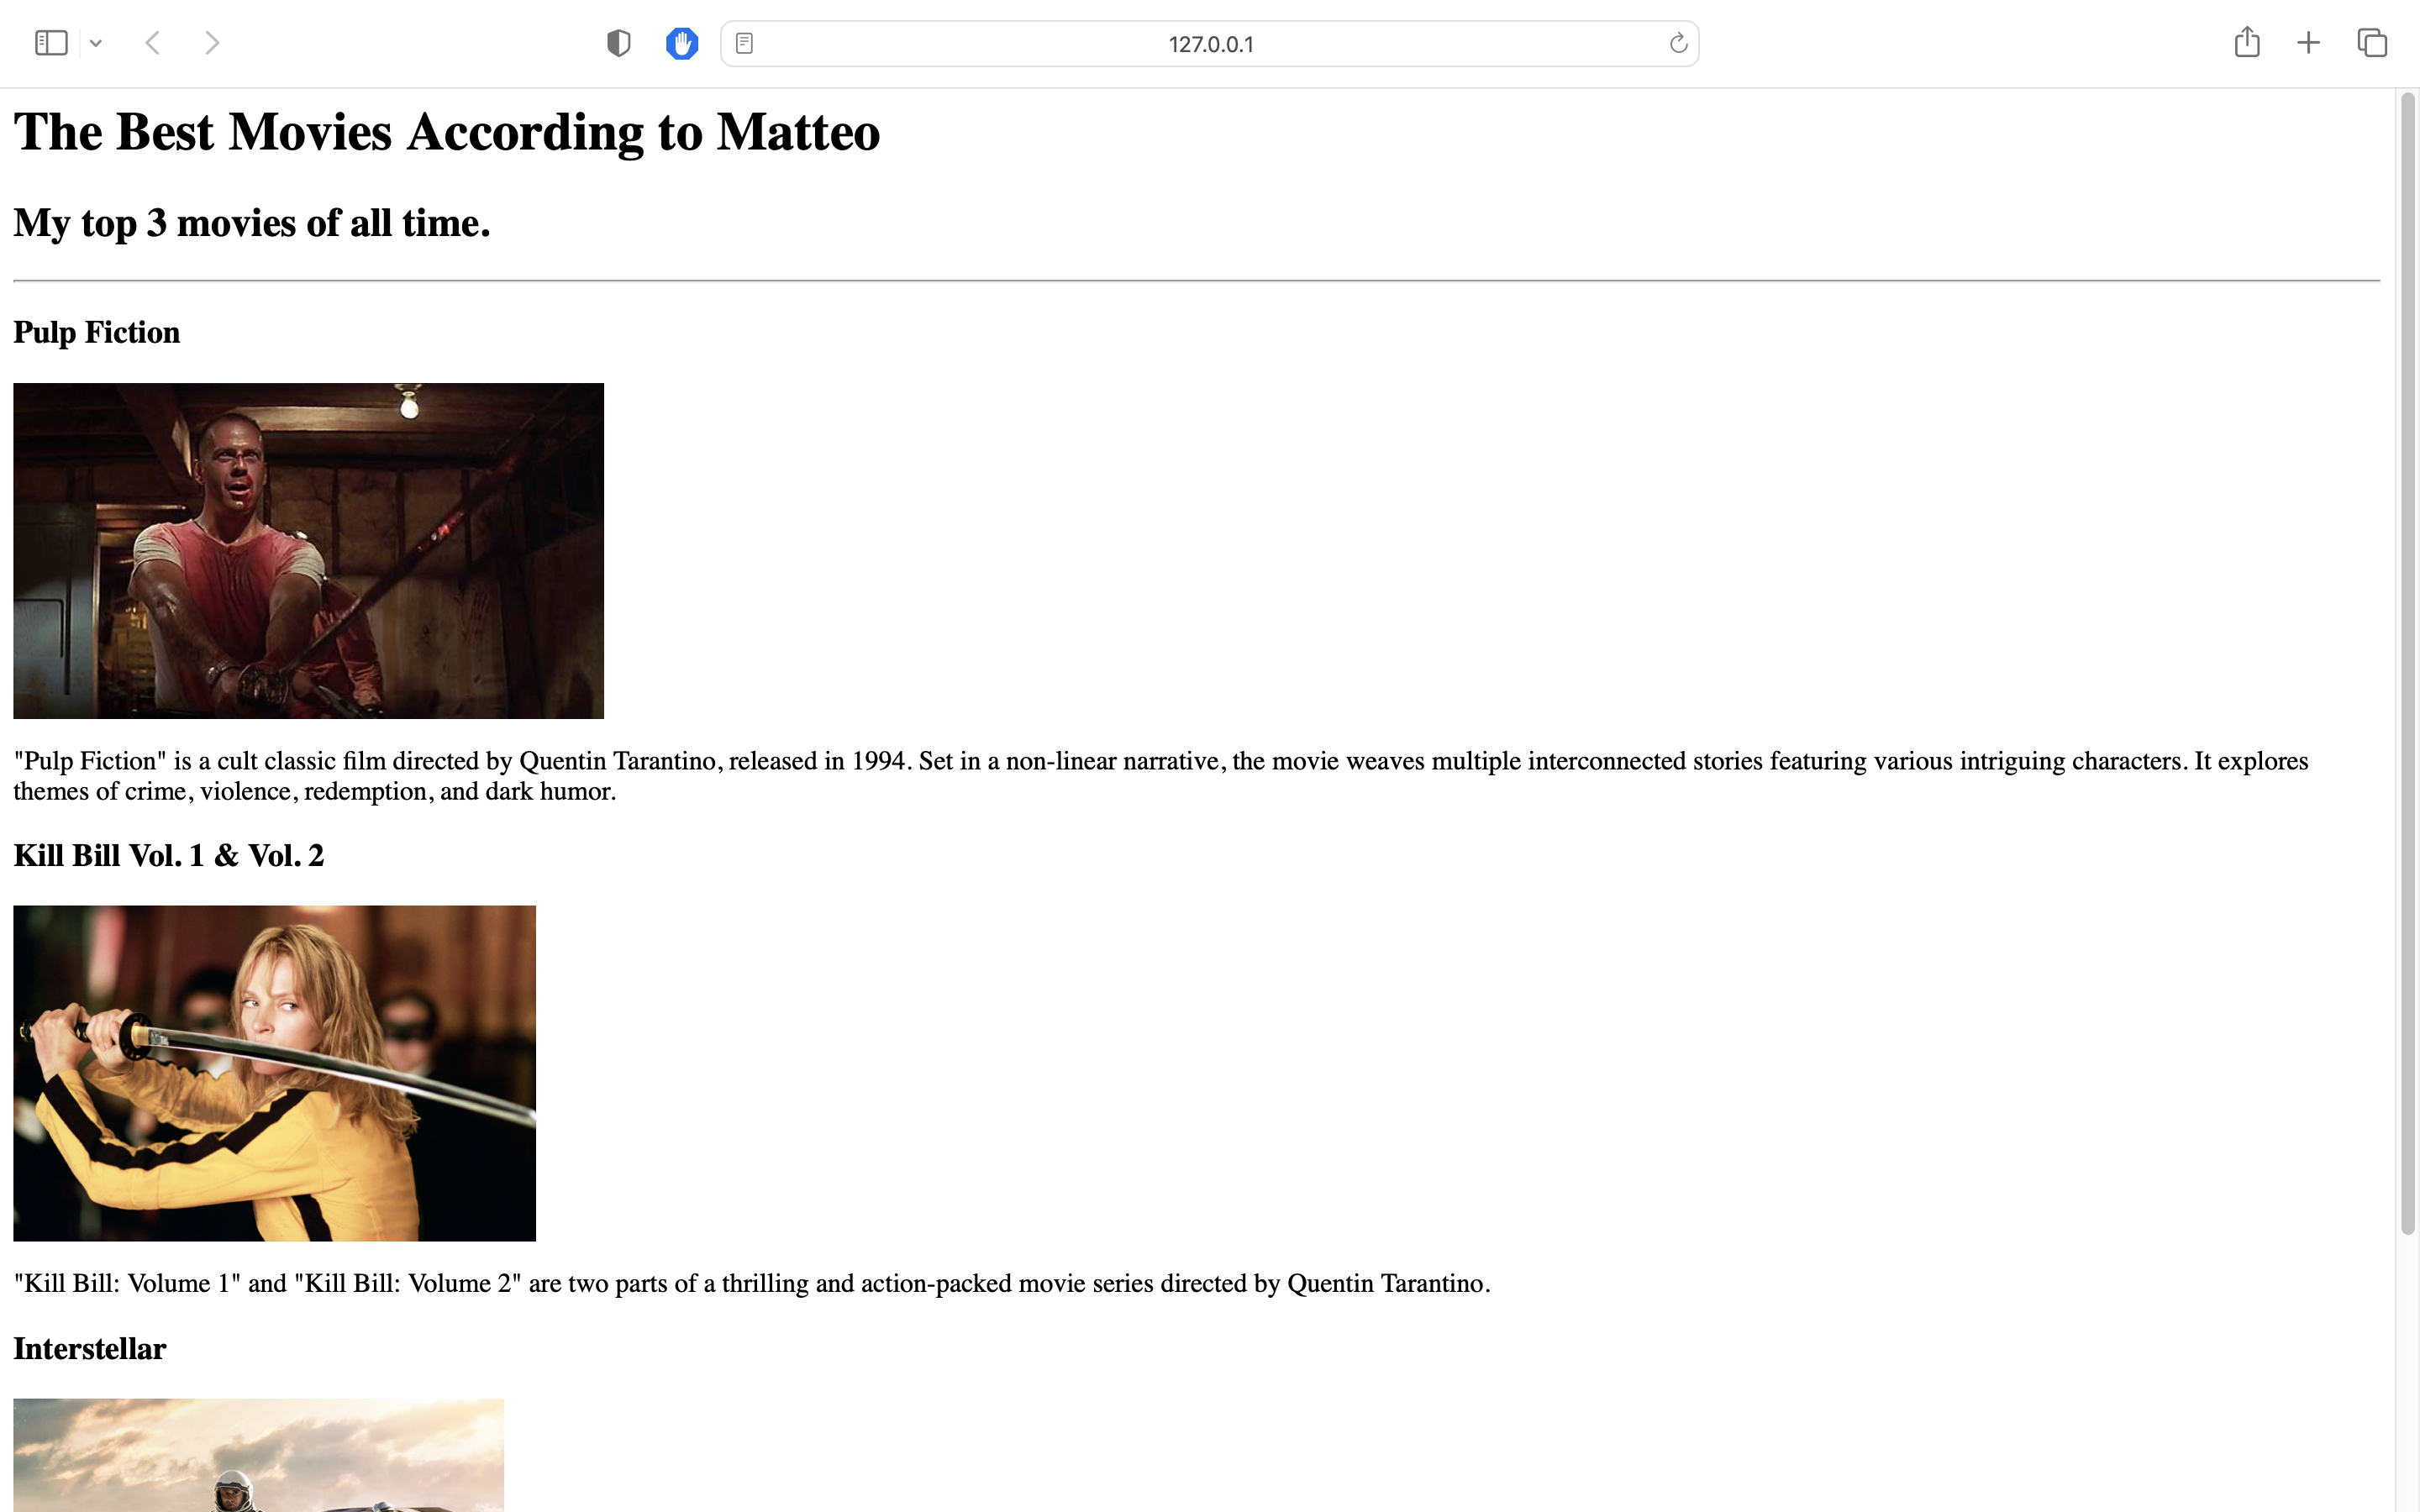 127.0.0.1
The Best Movies According to Matteo
My top 3 movies of all time.
Pulp Fiction
"Pulp Fiction" is a cult classic film directed by Quentin Tarantino, released in 1994. Set in a non-linear narrative, the movie weaves multiple interconnected stories featuring various intriguing characters. It explores
themes of crime, violence, redemption, and dark humor.
Kill Bill Vol. 1 & Vol. 2
"Kill Bill: Volume 1" and "Kill Bill: Volume 2" are two parts of a thrilling and action-packed movie series directed by Quentin Tarantino.
Interstellar